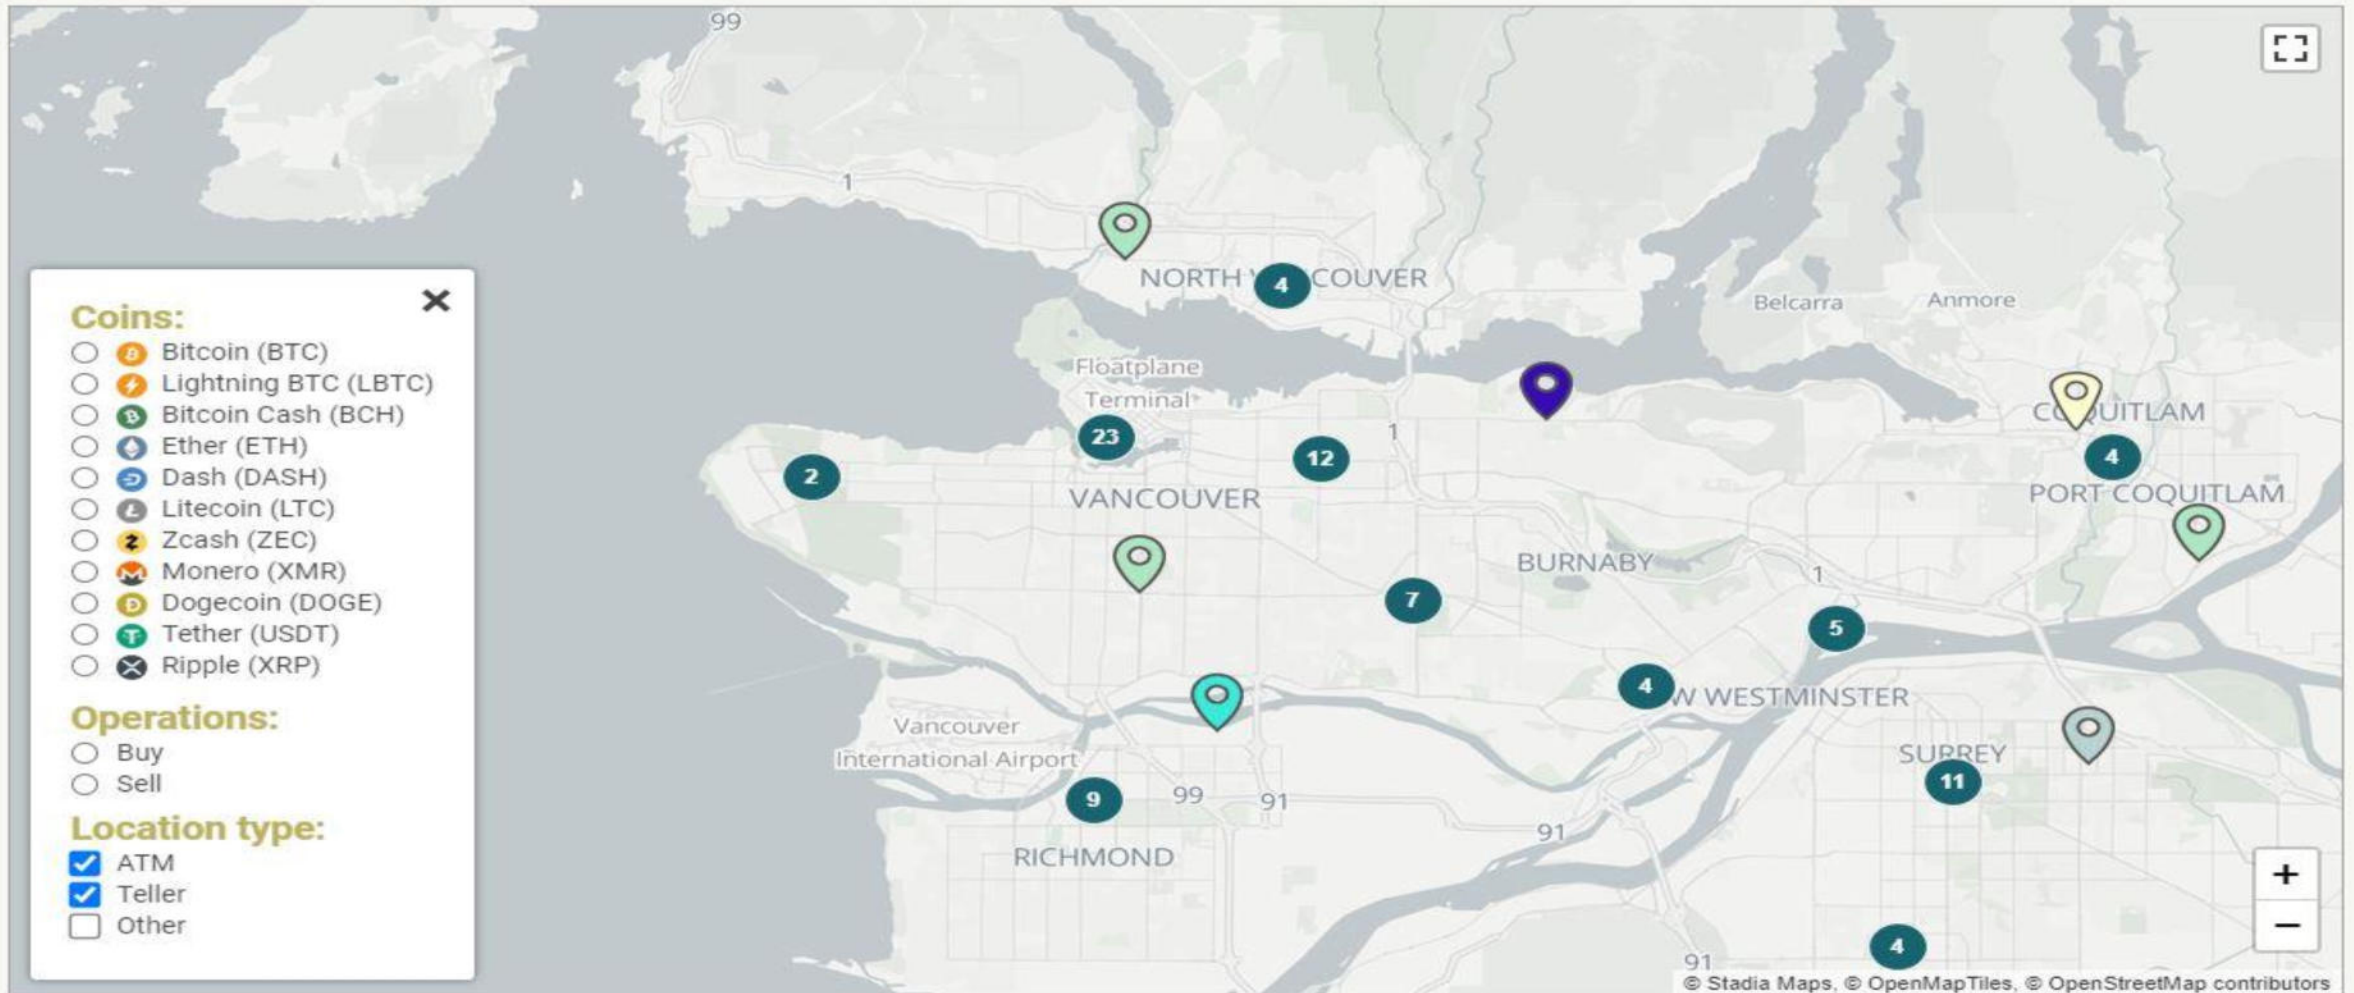 99
1
NORTH COUVER
4
Belcarra
Anmore
Floatplane
Terminal
COQUITLAM
23
1
12
4
2
VANCOUVER
PORT COQUITLAM
BURNABY
1
7
5
4
W WESTMINSTER
Vancouver
International Airport
SURREY
11
9
99
91
91
RICHMOND
4
91
Coins:
Bitcoin (BTC)
Lightning BTC (LBTC)
Bitcoin Cash (BCH)
Ether (ETH)
Dash (DASH)
Litecoin (LTC)
Zcash (ZEC)
Monero (XMR)
Dogecoin (DOGE)
Tether (USDT)
Ripple (XRP)
Operations:
Buy
Sell
Location type:
ATM
Teller
Other
+
−
© Stadia Maps, © OpenMapTiles, © OpenStreetMap contributors